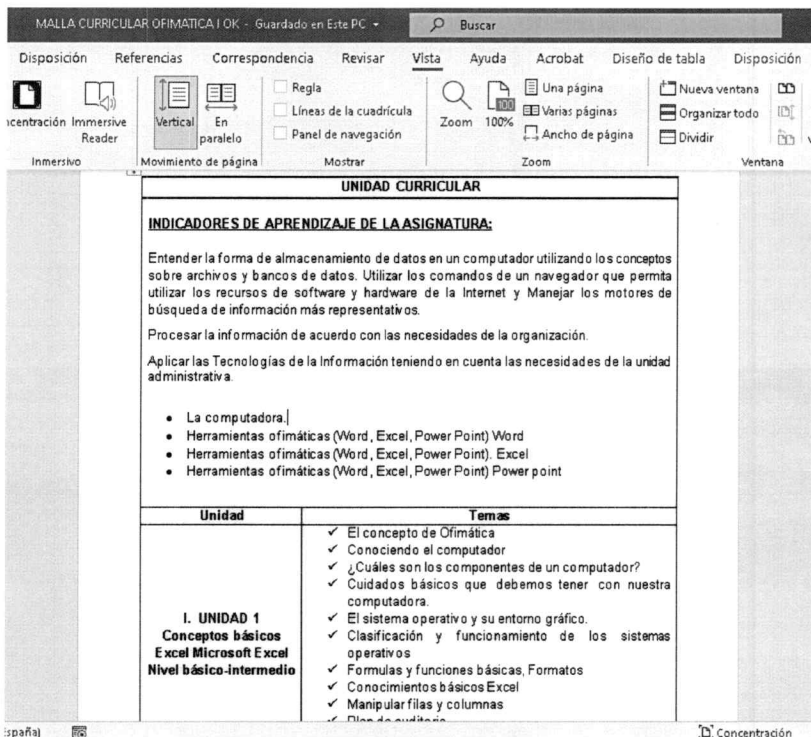 MALLA CURRICULAR OFIMATICA I OK - Guardado en Este PC
Buscar
Disposición Referencias Correspondencia Revisar Vista Ayuda Acrobat Diseño de tabla Disposición
Immersive Reader
Vertical
En paralelo
Regla
Líneas de la cuadrícula
Panel de navegación
Zoom
100
100%
Una página
Varias páginas
Ancho de página
Nueva ventana
Organizar todo
Dividir
Inmersivo Movimiento de página Mostrar Zoom Ventana
UNIDAD CURRICULAR
INDICADORES DE APRENDIZAJE DE LA ASIGNATURA:
Entender la forma de almacenamiento de datos en un computador utilizando los conceptos
sobre archivos y bancos de datos. Utilizar los comandos de un navegador que permita
utilizar los recursos de software y hardware de la Internet y Manejar los motores de
búsqueda de información más representativos.
Procesar la información de acuerdo con las necesidades de la organización.
Aplicar las Tecnologías de la Información teniendo en cuenta las necesidades de la unidad
administrativa.
• La computadora.
• Herramientas ofimáticas (Word, Excel, Power Point) Word
• Herramientas ofimáticas (Word, Excel, Power Point). Excel
• Herramientas ofimáticas (Word, Excel, Power Point) Power point
Unidad Temas
I. UNIDAD 1
Conceptos básicos
Excel Microsoft Excel
Nivel básico-intermedio
✓ El concepto de Ofimática
✓ Conociendo el computador
✓ ¿Cuáles son los componentes de un computador?
✓ Cuidados básicos que debemos tener con nuestra
computadora.
✓ El sistema operativo y su entorno gráfico.
✓ Clasificación y funcionamiento de los sistemas
operativos
✓ Formulas y funciones básicas, Formatos
✓ Conocimientos básicos Excel
✓ Manipular filas y columnas
Concentración